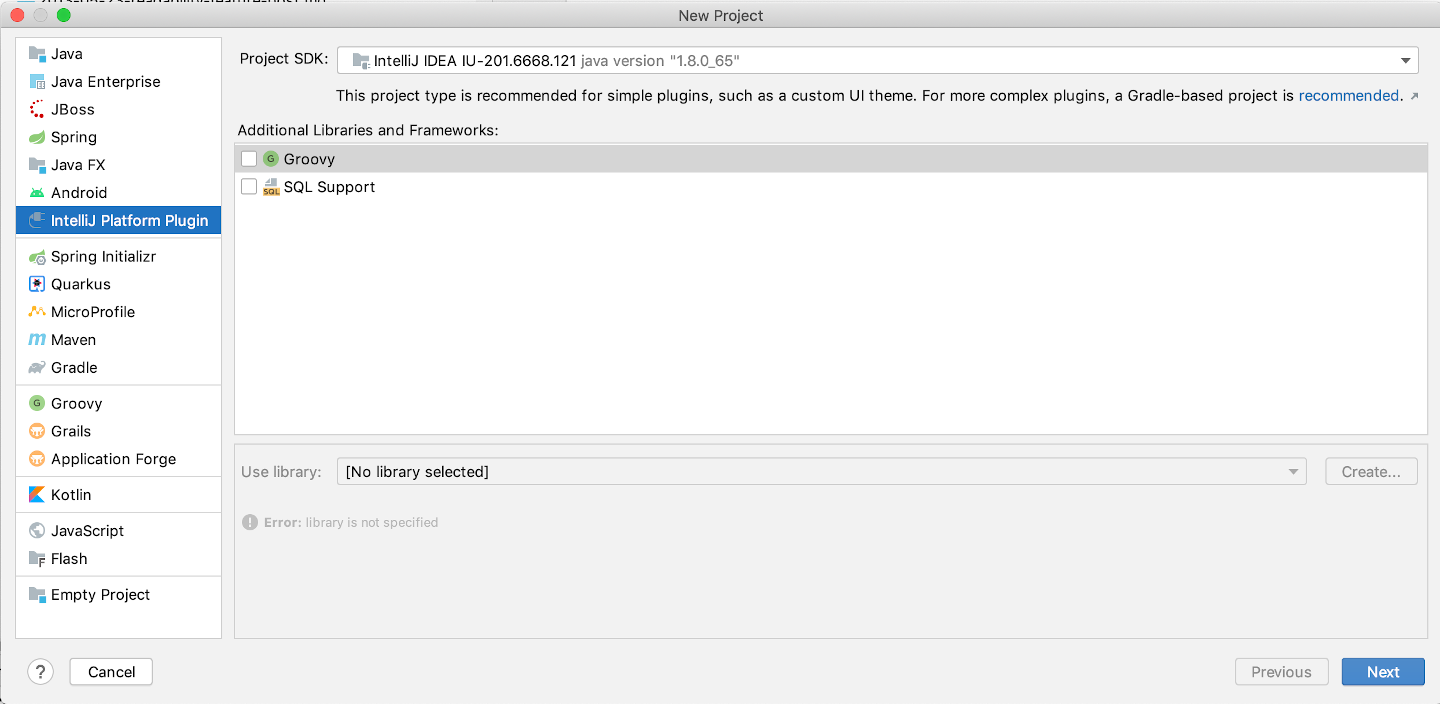 New Project
Java
Java Enterprise
JBoss
Spring
Java FX
Android
IntelliJ Platform Plugin
Spring Initializr
Quarkus
MicroProfile
Maven
Gradle
Groovy
Grails
Application Forge
Kotlin
JavaScript
Flash
Empty Project
Project SDK: IntelliJ IDEA IU-201.6668.121 java version "1.8.0_65"
This project type is recommended for simple plugins, such as a custom UI theme. For more complex plugins, a Gradle-based project is recommended.
Additional Libraries and Frameworks:
G Groovy
SQL SQL Support
Use library: [No library selected] Create...
Error: library is not specified
? Cancel Previous Next